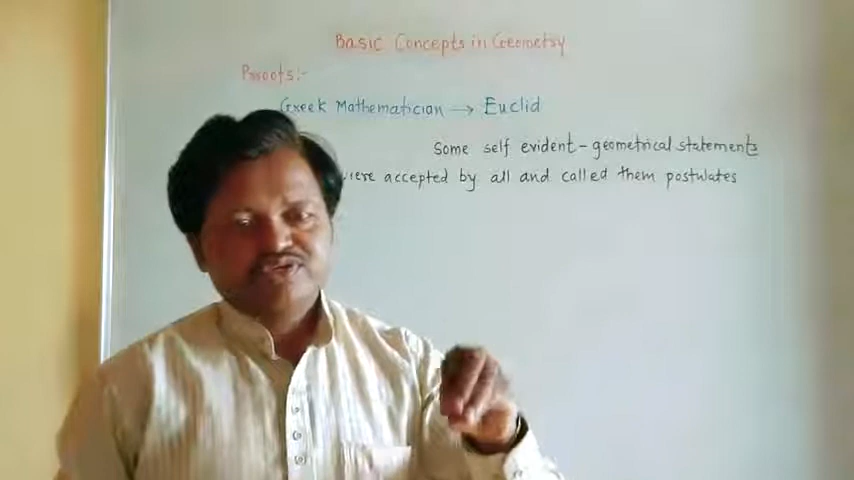 Basic Concepts in Geometry
Proofs:-
Greek Mathematician → Euclid
Some self evident-geometrical statements
were accepted by all and called them postulates